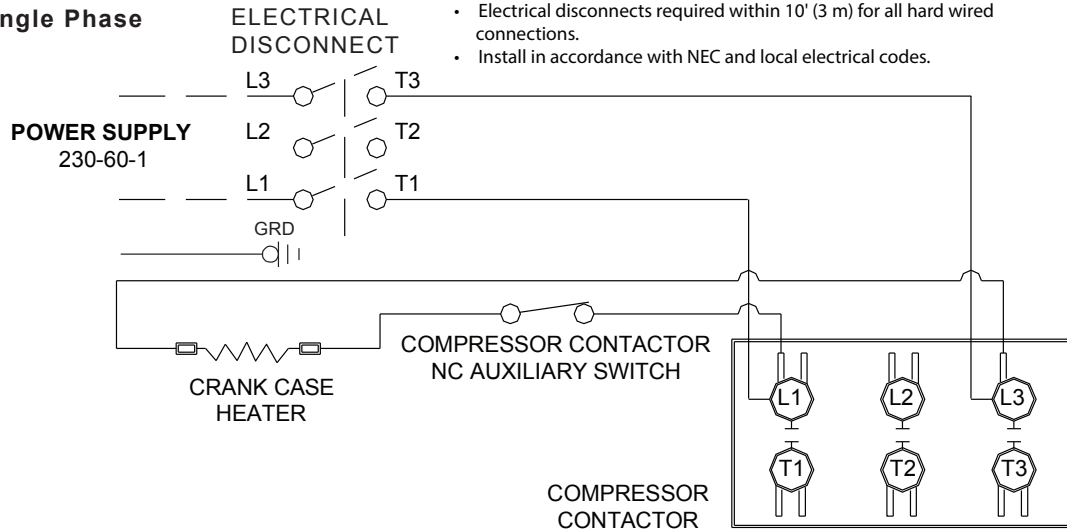 ngle Phase
ELECTRICAL
DISCONNECT
• Electrical disconnects required within 10' (3 m) for all hard wired
connections.
• Install in accordance with NEC and local electrical codes.
L3 T3
POWER SUPPLY
230-60-1
L2 T2
L1 T1
GRD
COMPRESSOR CONTACTOR
NC AUXILIARY SWITCH
CRANK CASE
HEATER
L1 L2 L3
T1 T2 T3
COMPRESSOR
CONTACTOR